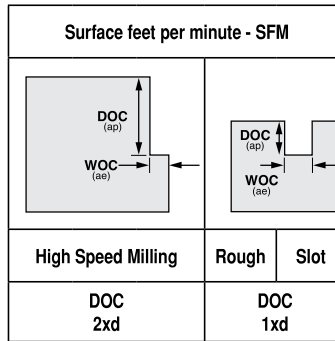 Surface feet per minute - SFM
DOC
(ap)
WOC
(ae)
DOC
(ap)
WOC
(ae)
High Speed Milling
Rough
Slot
DOC
2xd
DOC
1xd